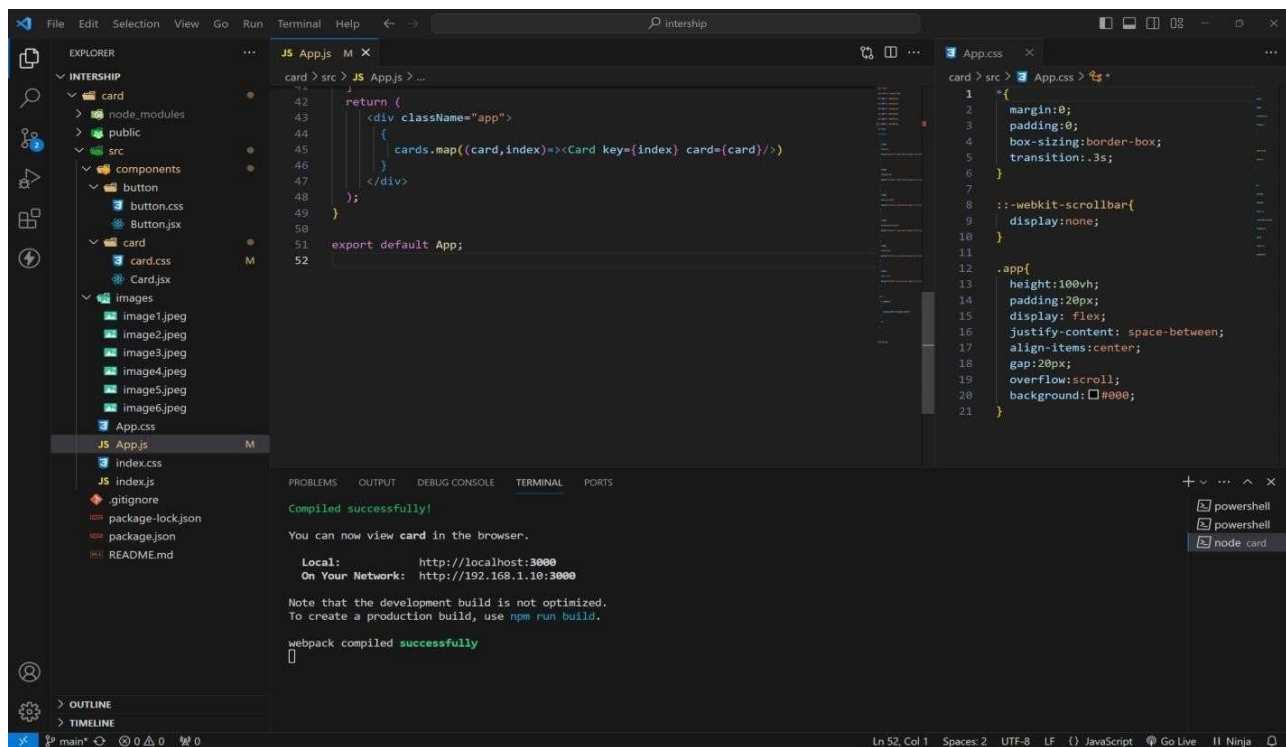 File Edit Selection View Go Run Terminal Help
intership
EXPLORER
INTERSHIP
card
node_modules
public
src
components
button
button.css
Button.jsx
card
card.css M
Card.jsx
images
image1.jpeg
image2.jpeg
image3.jpeg
image4.jpeg
image5.jpeg
image6.jpeg
App.css
JS App.js M
index.css
JS index.js
.gitignore
package-lock.json
package.json
README.md
OUTLINE
TIMELINE
JS App.js M
card > src > JS App.js > ...
41 ]
42 return (
43 <div className="app">
44 {
45 cards.map((card,index)=><Card key={index} card={card}/>)
46 }
47 </div>
48 );
49 }
50
51 export default App;
52
App.css
card > src > App.css > *
1 *{
2 margin:0;
3 padding:0;
4 box-sizing:border-box;
5 transition:.3s;
6 }
7
8 ::-webkit-scrollbar{
9 display:none;
10 }
11
12 .app{
13 height:100vh;
14 padding:20px;
15 display: flex;
16 justify-content: space-between;
17 align-items:center;
18 gap:20px;
19 overflow:scroll;
20 background:#000;
21 }
PROBLEMS OUTPUT DEBUG CONSOLE TERMINAL PORTS
Compiled successfully!
You can now view card in the browser.
Local: http://localhost:3000
On Your Network: http://192.168.1.10:3000
Note that the development build is not optimized.
To create a production build, use npm run build.
webpack compiled successfully
powershell
powershell
node card
main* 0 0 0 Ln 52, Col 1 Spaces: 2 UTF-8 LF {} JavaScript Go Live Ninja